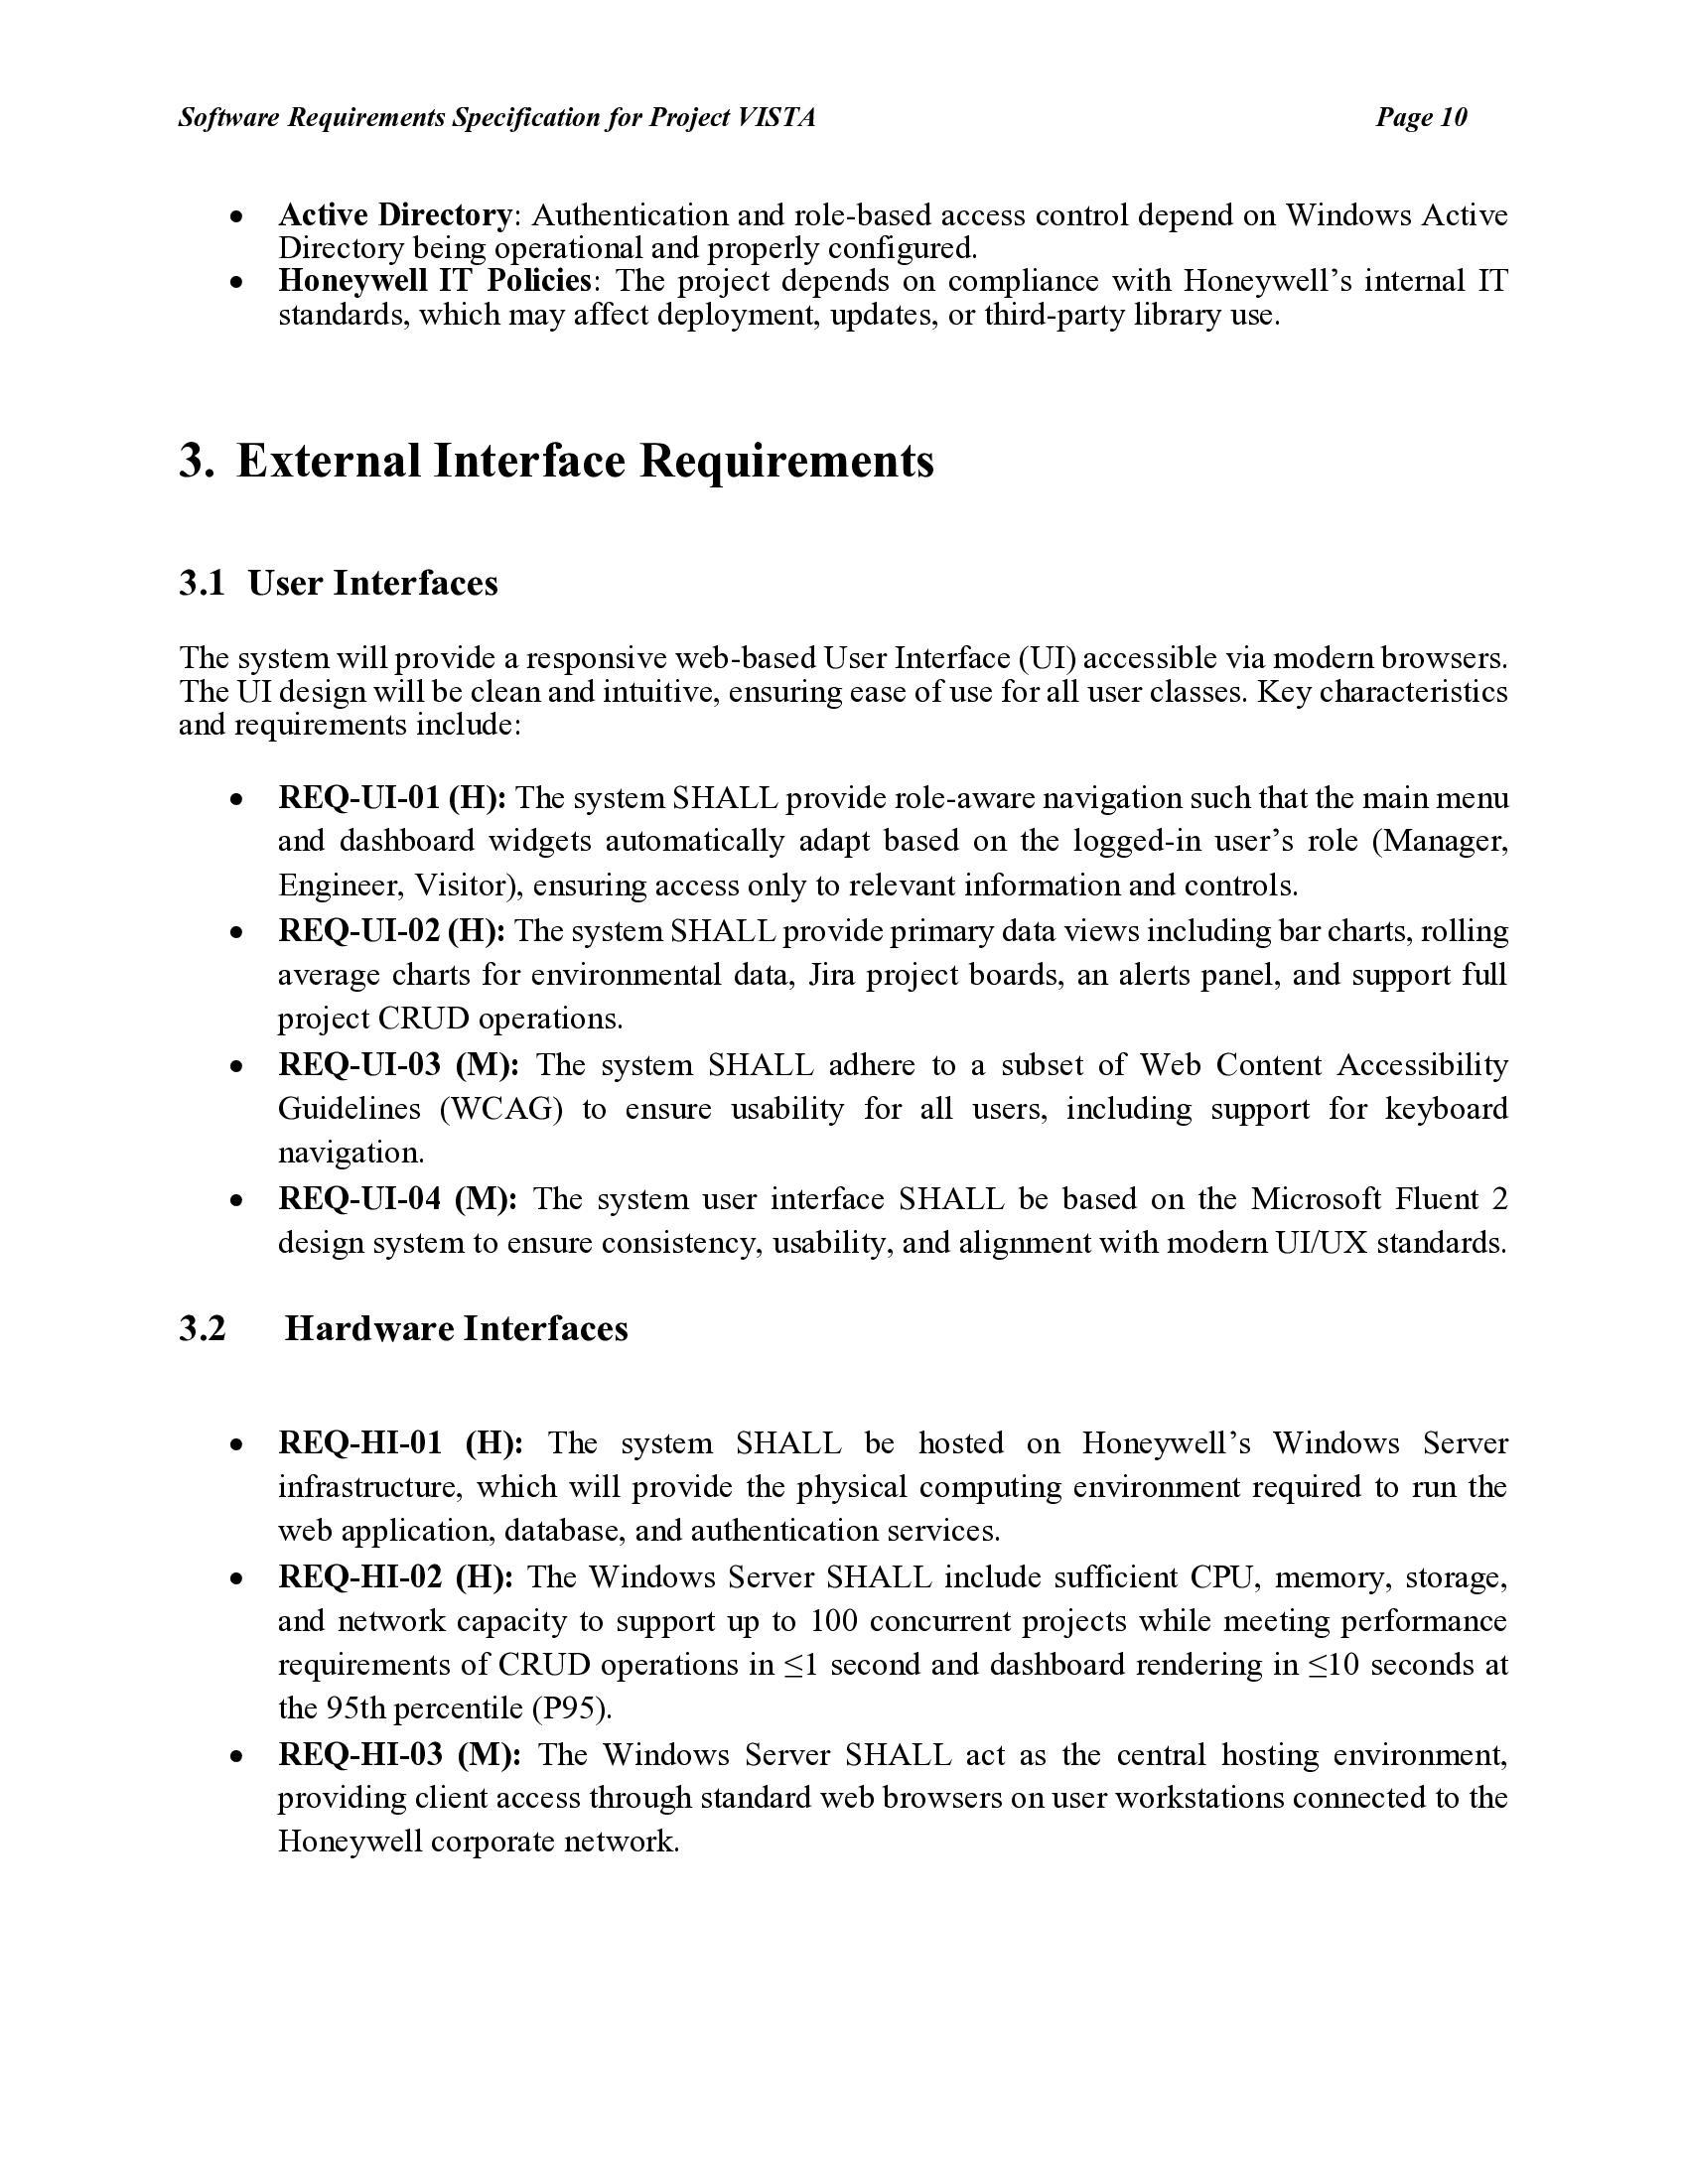 Software Requirements Specification for Project VISTA Page 10
• Active Directory: Authentication and role-based access control depend on Windows Active
Directory being operational and properly configured.
• Honeywell IT Policies: The project depends on compliance with Honeywell’s internal IT
standards, which may affect deployment, updates, or third-party library use.
3. External Interface Requirements
3.1 User Interfaces
The system will provide a responsive web-based User Interface (UI) accessible via modern browsers.
The UI design will be clean and intuitive, ensuring ease of use for all user classes. Key characteristics
and requirements include:
• REQ-UI-01 (H): The system SHALL provide role-aware navigation such that the main menu
and dashboard widgets automatically adapt based on the logged-in user’s role (Manager,
Engineer, Visitor), ensuring access only to relevant information and controls.
• REQ-UI-02 (H): The system SHALL provide primary data views including bar charts, rolling
average charts for environmental data, Jira project boards, an alerts panel, and support full
project CRUD operations.
• REQ-UI-03 (M): The system SHALL adhere to a subset of Web Content Accessibility
Guidelines (WCAG) to ensure usability for all users, including support for keyboard
navigation.
• REQ-UI-04 (M): The system user interface SHALL be based on the Microsoft Fluent 2
design system to ensure consistency, usability, and alignment with modern UI/UX standards.
3.2 Hardware Interfaces
• REQ-HI-01 (H): The system SHALL be hosted on Honeywell’s Windows Server
infrastructure, which will provide the physical computing environment required to run the
web application, database, and authentication services.
• REQ-HI-02 (H): The Windows Server SHALL include sufficient CPU, memory, storage,
and network capacity to support up to 100 concurrent projects while meeting performance
requirements of CRUD operations in ≤1 second and dashboard rendering in ≤10 seconds at
the 95th percentile (P95).
• REQ-HI-03 (M): The Windows Server SHALL act as the central hosting environment,
providing client access through standard web browsers on user workstations connected to the
Honeywell corporate network.